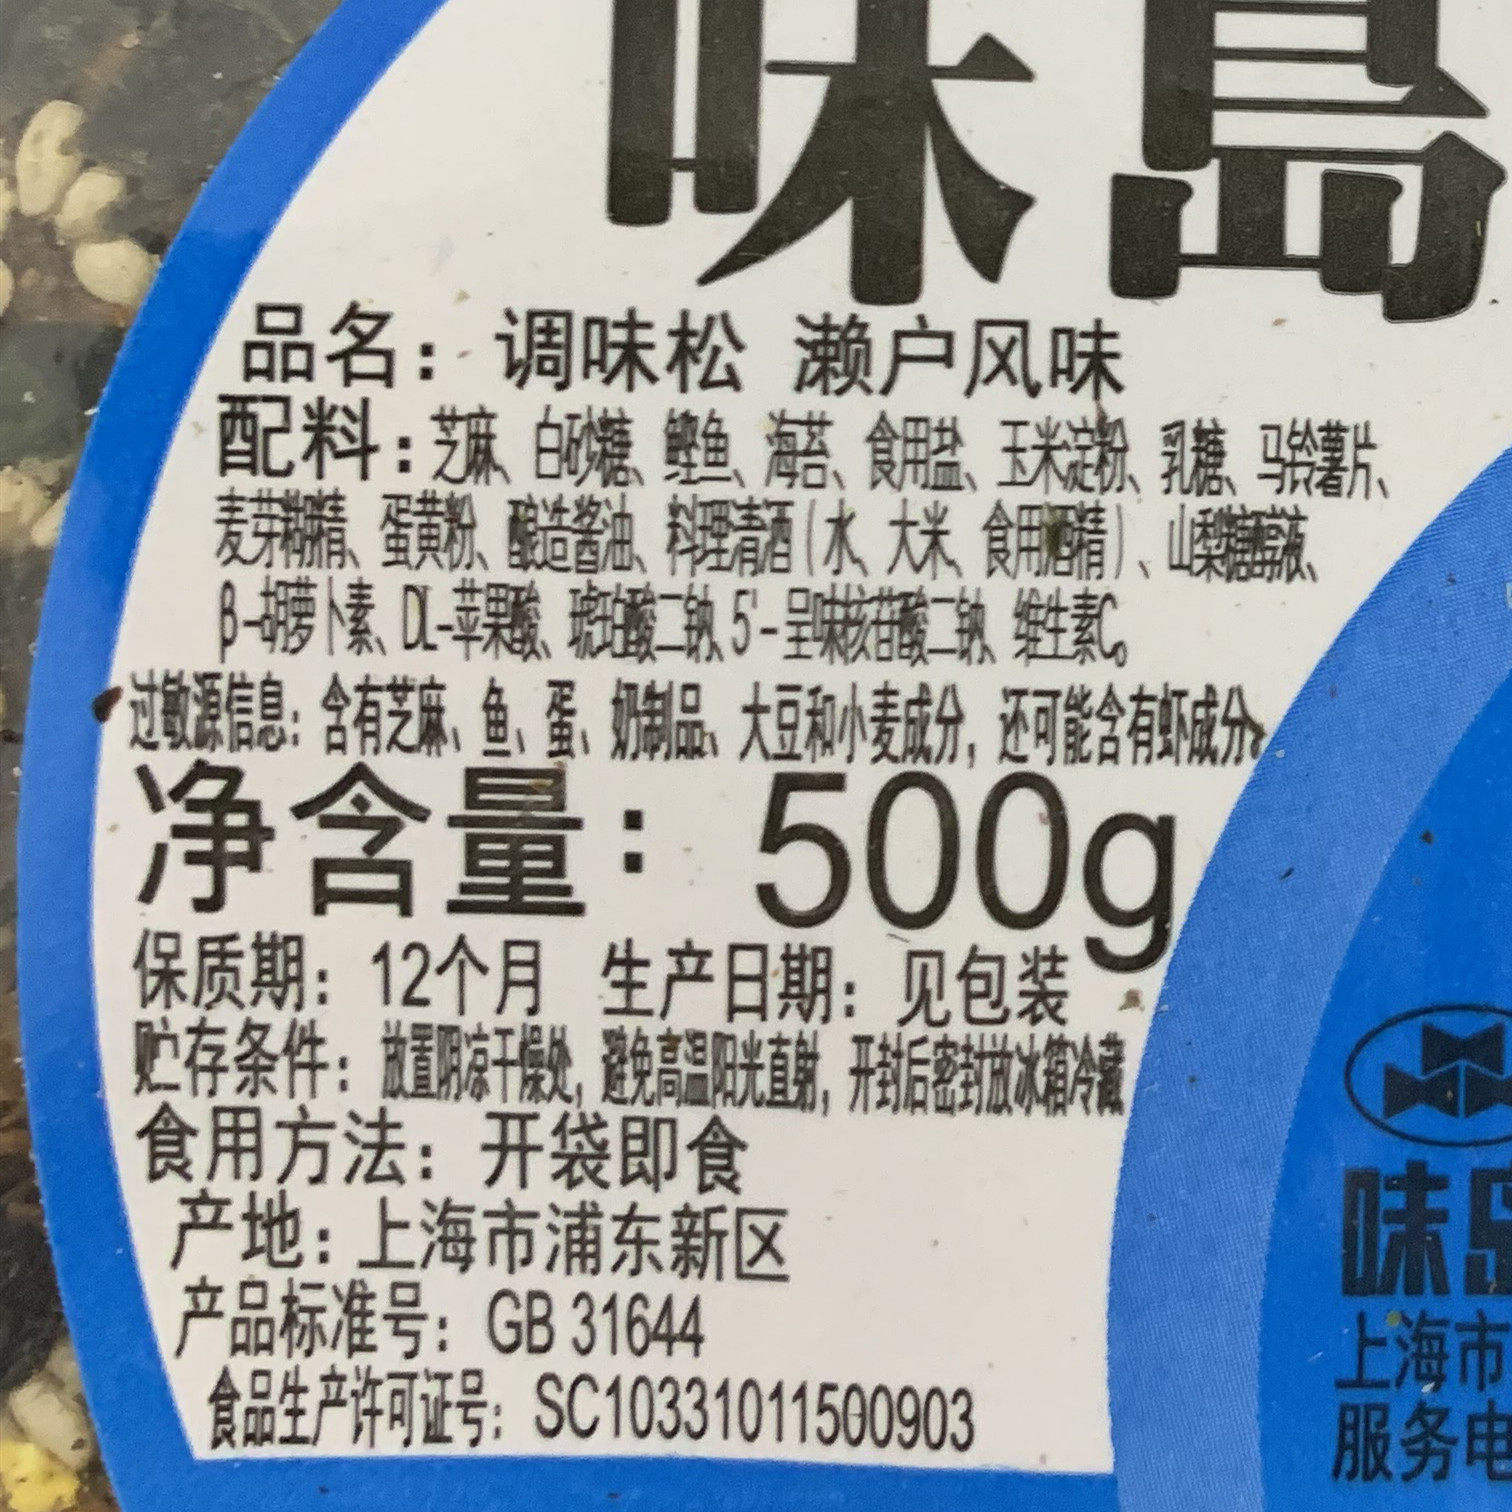 味島
品名：调味松 濑户风味
配料：芝麻、白砂糖、鲣鱼、海苔、食用盐、玉米淀粉、乳糖、马铃薯片、
麦芽糊精、蛋黄粉、酿造酱油、料理清酒（水、大米、食用酒精）、山梨糖醇液、
β-胡萝卜素、DL-苹果酸、琥珀酸二钠、5'-呈味核苷酸二钠、维生素C。
过敏源信息：含有芝麻、鱼、蛋、奶制品、大豆和小麦成分，还可能含有虾成分。
净含量：500g
保质期：12个月 生产日期：见包装
贮存条件：放置阴凉干燥处，避免高温阳光直射，开封后密封放冰箱冷藏
食用方法：开袋即食
产地：上海市浦东新区
产品标准号：GB 31644
食品生产许可证号：SC10331011500903
味島
上海市
服务电